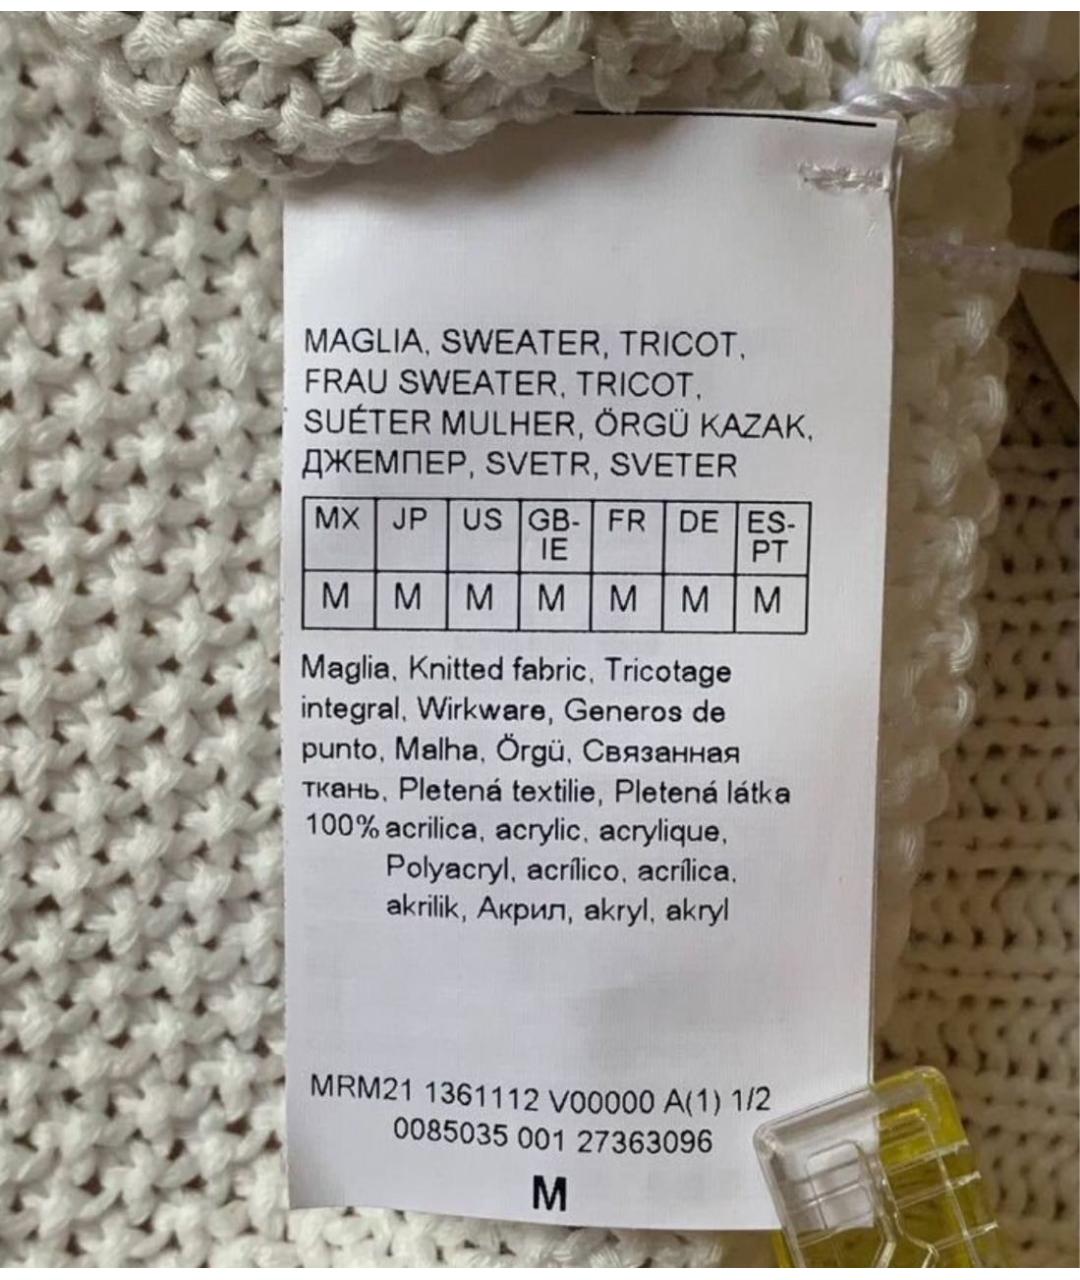 MAGLIA, SWEATER, TRICOT,
FRAU SWEATER, TRICOT,
SUÉTER MULHER, ÖRGÜ KAZAK,
ДЖЕМПЕР, SVETR, SVETER
MX JP US GB-IE FR DE ES-PT
M M M M M M M
Maglia, Knitted fabric, Tricotage
integral, Wirkware, Generos de
punto, Malha, Örgü, Связанная
ткань, Pletená textilie, Pletená látka
100% acrilica, acrylic, acrylique,
Polyacryl, acrílico, acrílica,
akrilik, Акрил, akryl, akryl
MRM21 1361112 V00000 A(1) 1/2
0085035 001 27363096
M